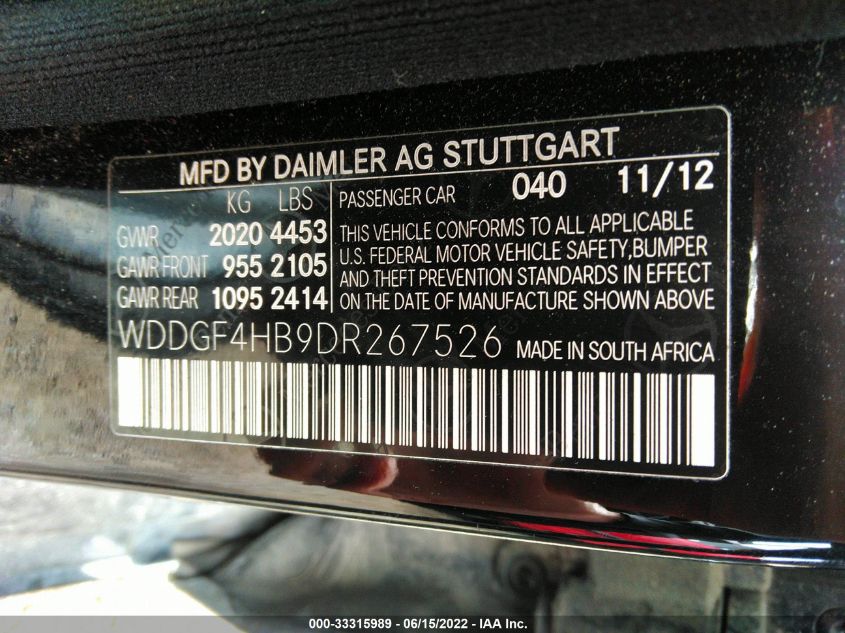 MFD BY DAIMLER AG STUTTGART
KG LBS
GVWR 2020 4453
GAWR FRONT 955 2105
GAWR REAR 1095 2414
PASSENGER CAR 040 11/12
THIS VEHICLE CONFORMS TO ALL APPLICABLE
U.S. FEDERAL MOTOR VEHICLE SAFETY,BUMPER
AND THEFT PREVENTION STANDARDS IN EFFECT
ON THE DATE OF MANUFACTURE SHOWN ABOVE
WDDGF4HB9DR267526 MADE IN SOUTH AFRICA
000-33315989 - 06/15/2022 - IAA Inc.